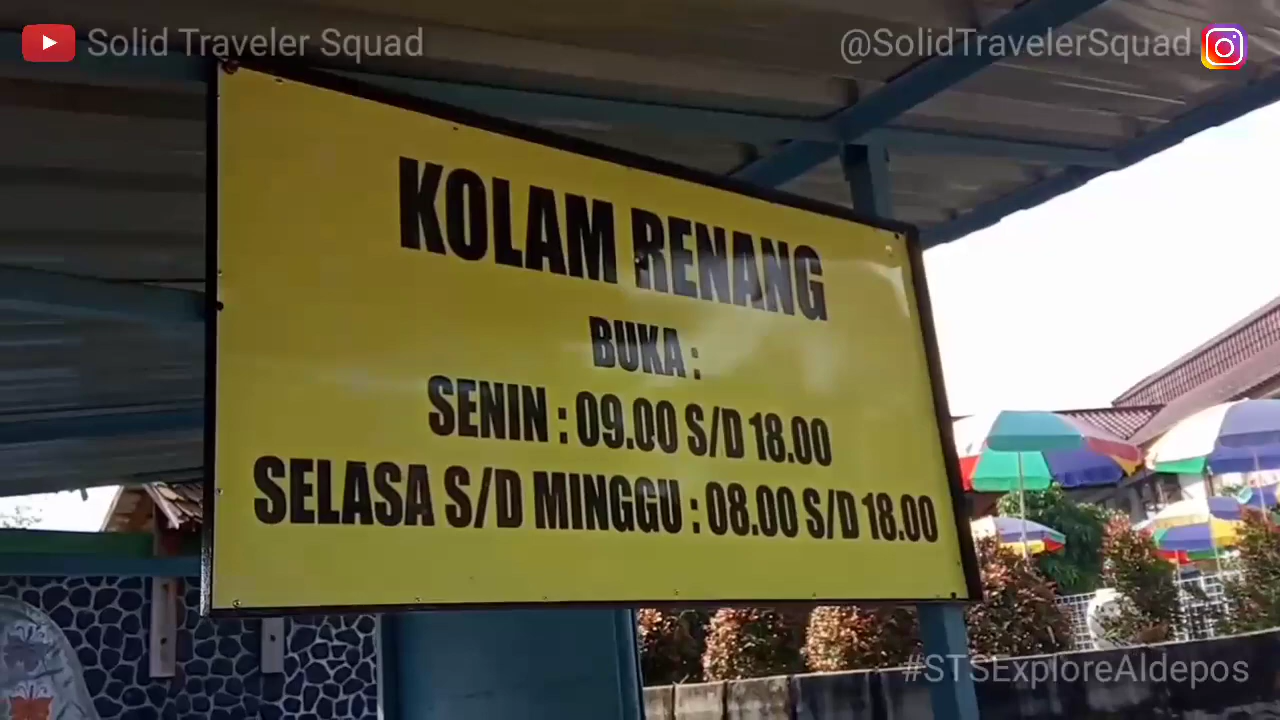 Solid Traveler Squad
@SolidTravelerSquad
KOLAM RENANG
BUKA :
SENIN : 09.00 S/D 18.00
SELASA S/D MINGGU : 08.00 S/D 18.00
#STSExploreAldepos